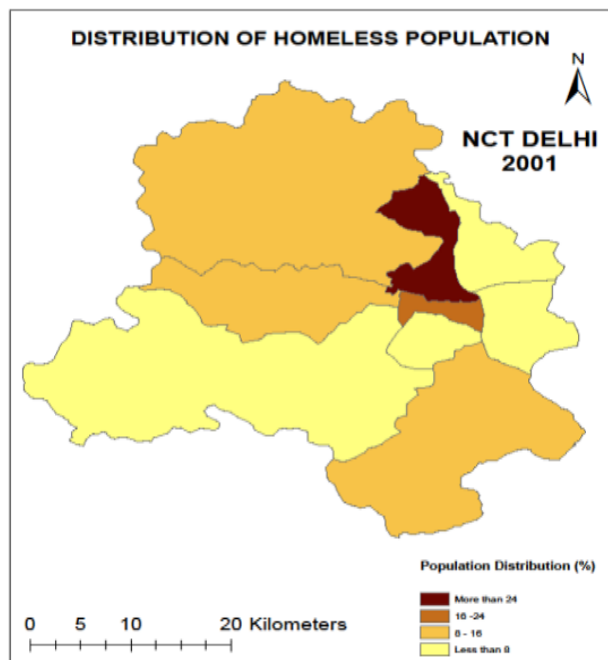 DISTRIBUTION OF HOMELESS POPULATION
N
NCT DELHI
2001
Population Distribution (%)
More than 24
16 -24
8 - 16
Less than 8
0 5 10 20 Kilometers